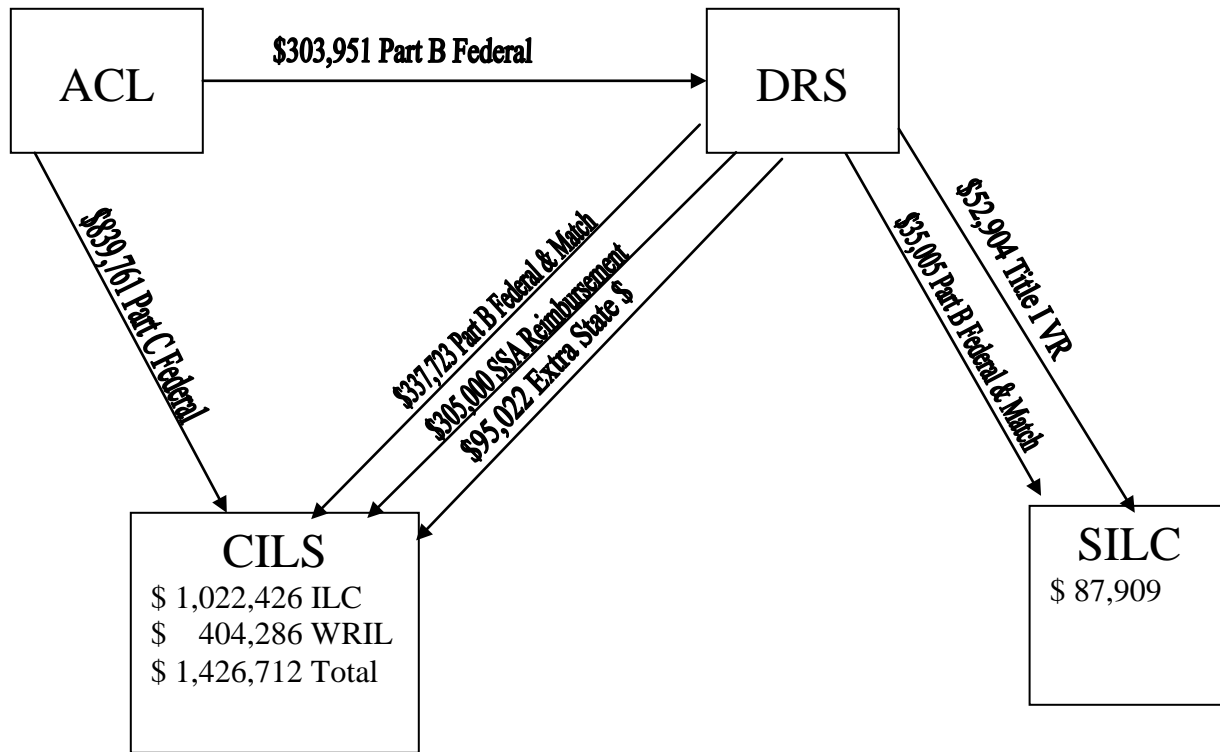 ACL
$303,951 Part B Federal
DRS
$839,761 Part C Federal
$337,723 Part B Federal & Match
$305,000 SSA Reimbursement
$95,022 Extra State $
$35,005 Part B Federal & Match
$52,904 Title I VR
CILS
$ 1,022,426 ILC
$ 404,286 WRIL
$ 1,426,712 Total
SILC
$ 87,909